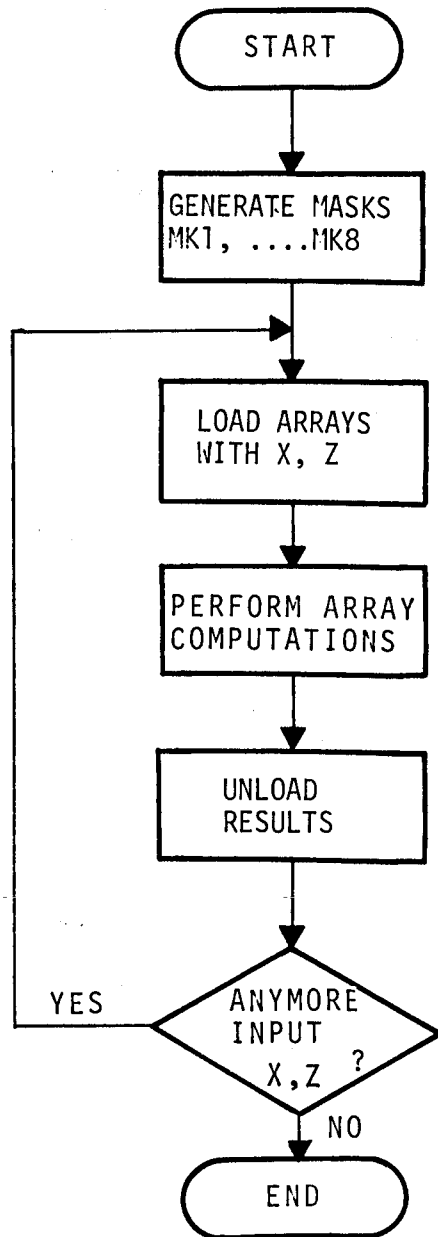 START
GENERATE MASKS
MK1, ....MK8
LOAD ARRAYS
WITH X, Z
PERFORM ARRAY
COMPUTATIONS
UNLOAD
RESULTS
YES
ANYMORE
INPUT
X,Z ?
NO
END